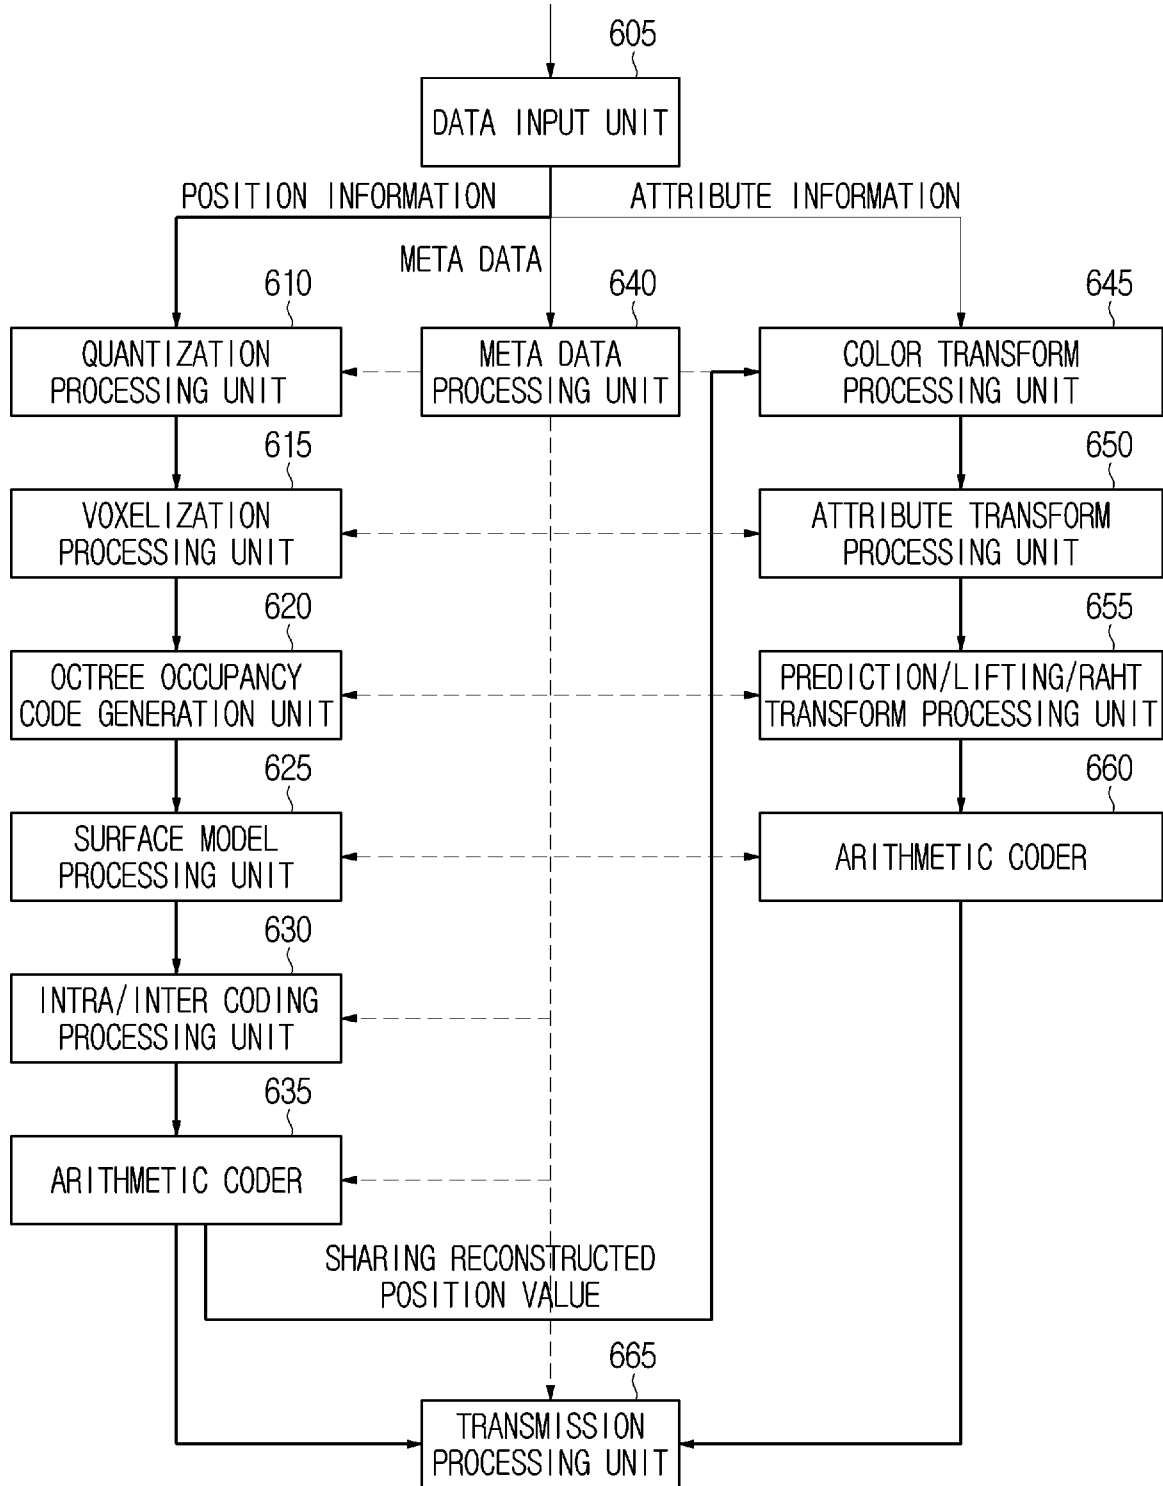 605
DATA INPUT UNIT
POSITION INFORMATION
ATTRIBUTE INFORMATION
META DATA
610
640
645
QUANTIZATION
PROCESSING UNIT
META DATA
PROCESSING UNIT
COLOR TRANSFORM
PROCESSING UNIT
615
650
VOXELIZATION
PROCESSING UNIT
ATTRIBUTE TRANSFORM
PROCESSING UNIT
620
655
OCTREE OCCUPANCY
CODE GENERATION UNIT
PREDICTION/LIFTING/RAHT
TRANSFORM PROCESSING UNIT
625
660
SURFACE MODEL
PROCESSING UNIT
ARITHMETIC CODER
630
INTRA/INTER CODING
PROCESSING UNIT
635
ARITHMETIC CODER
SHARING RECONSTRUCTED
POSITION VALUE
665
TRANSMISSION
PROCESSING UNIT